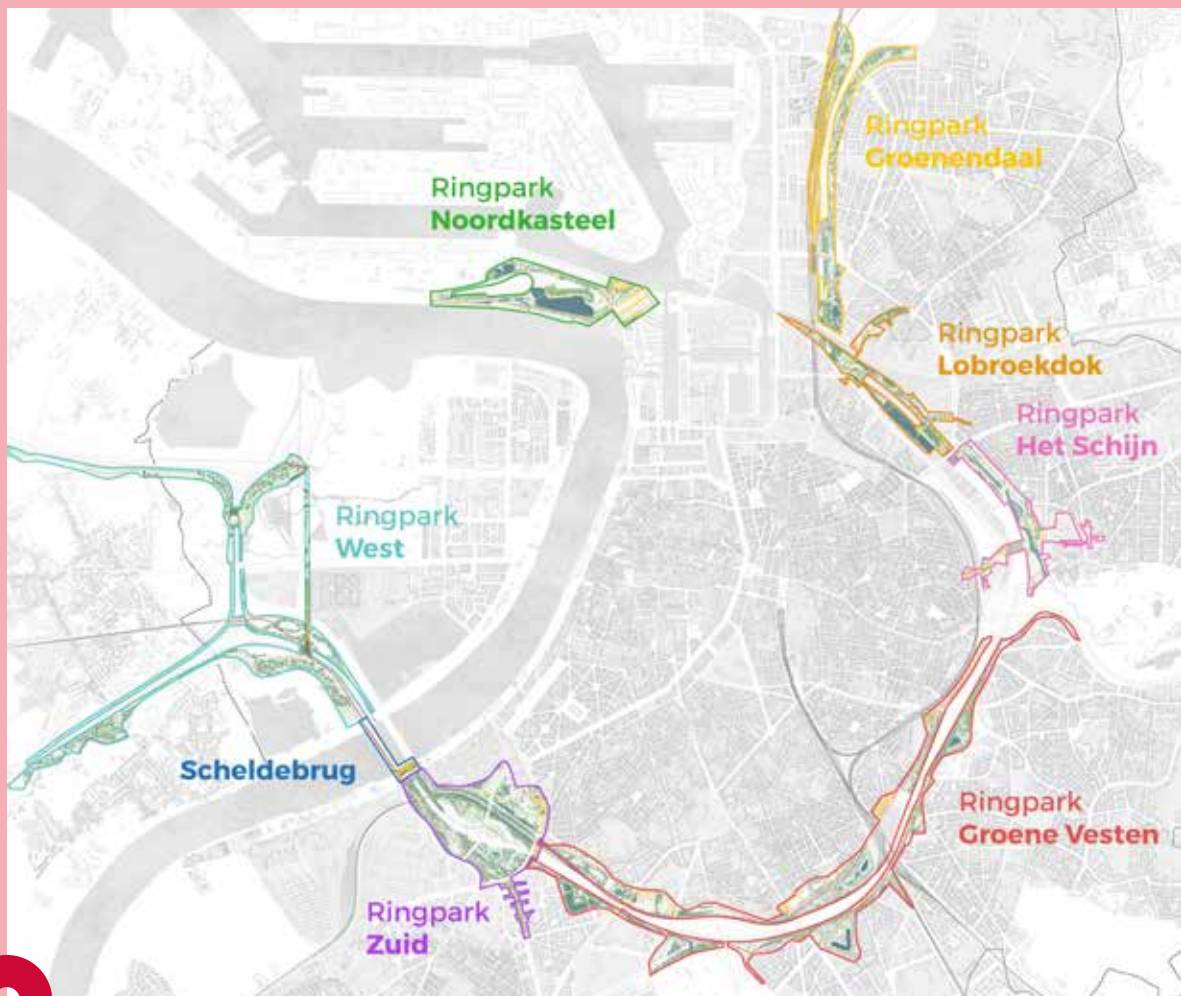 Ringpark
Groenendaal
Ringpark
Noordkasteel
Ringpark
Lobroekdok
Ringpark
Het Schijn
Ringpark
West
Scheldebrug
Ringpark
Groene Vesten
Ringpark
Zuid